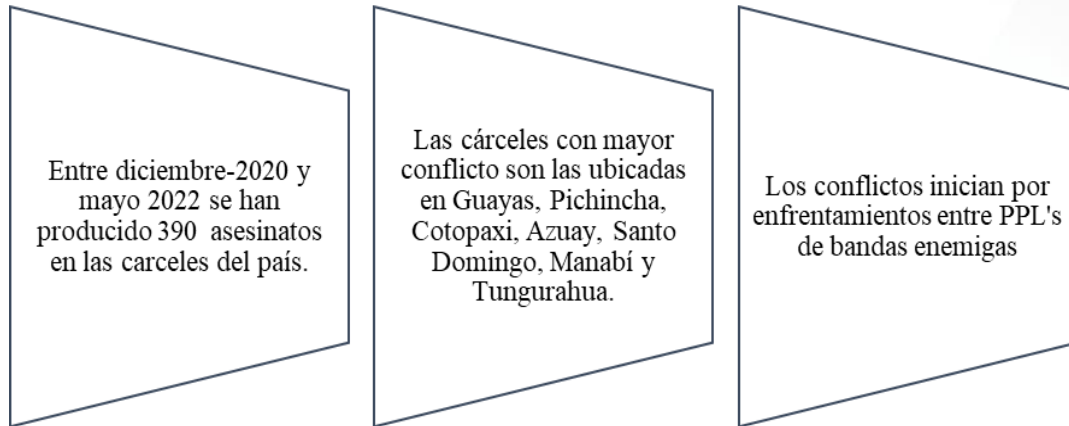 Entre diciembre-2020 y
mayo 2022 se han
producido 390 asesinatos
en las carceles del país.
Las cárceles con mayor
conflicto son las ubicadas
en Guayas, Pichincha,
Cotopaxi, Azuay, Santo
Domingo, Manabí y
Tungurahua.
Los conflictos inician por
enfrentamientos entre PPL's
de bandas enemigas